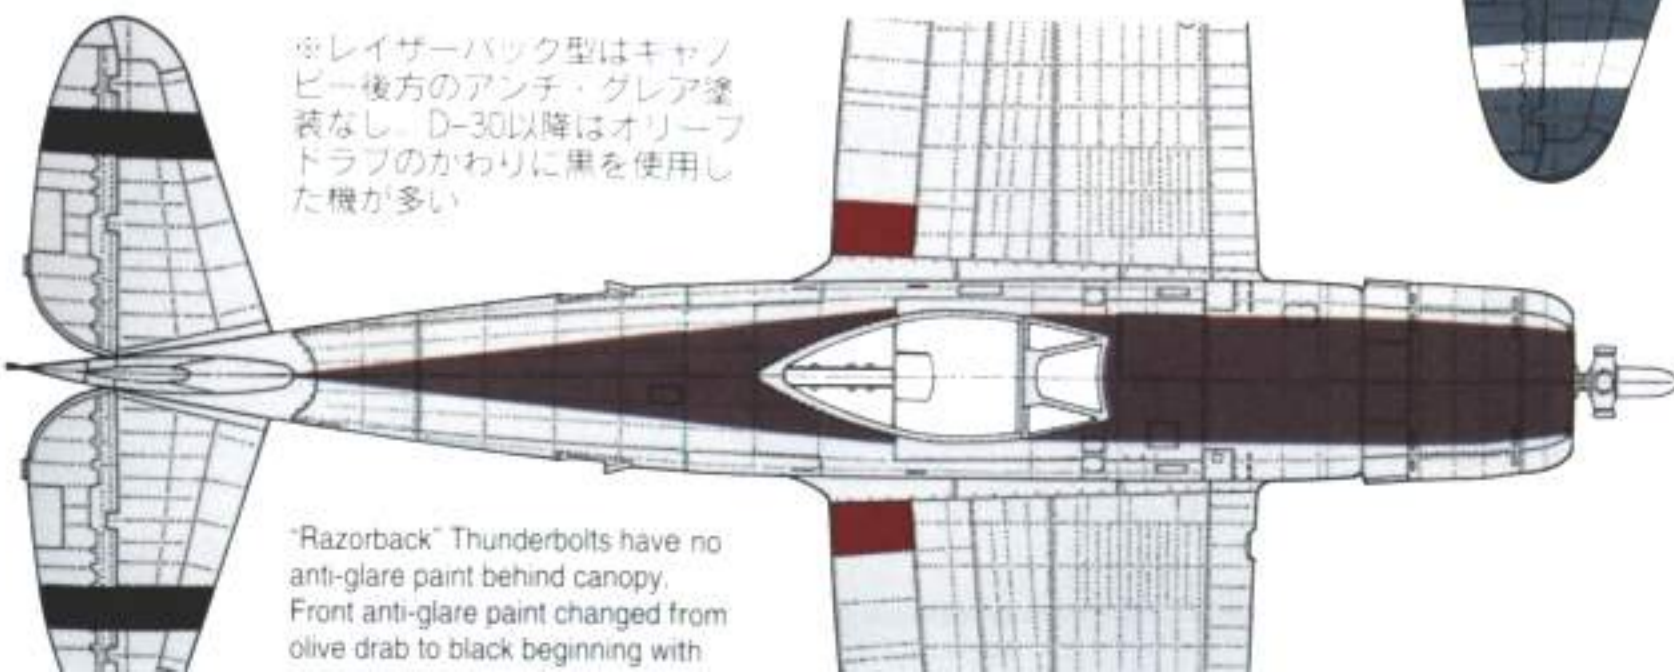 ※レイザーバック型はキャノ
ピー後方のアンチ・グレア塗
装なし。D-30以降はオリーブ
ドラブのかわりに黒を使用し
た機が多い
"Razorback" Thunderbolts have no
anti-glare paint behind canopy.
Front anti-glare paint changed from
olive drab to black beginning with